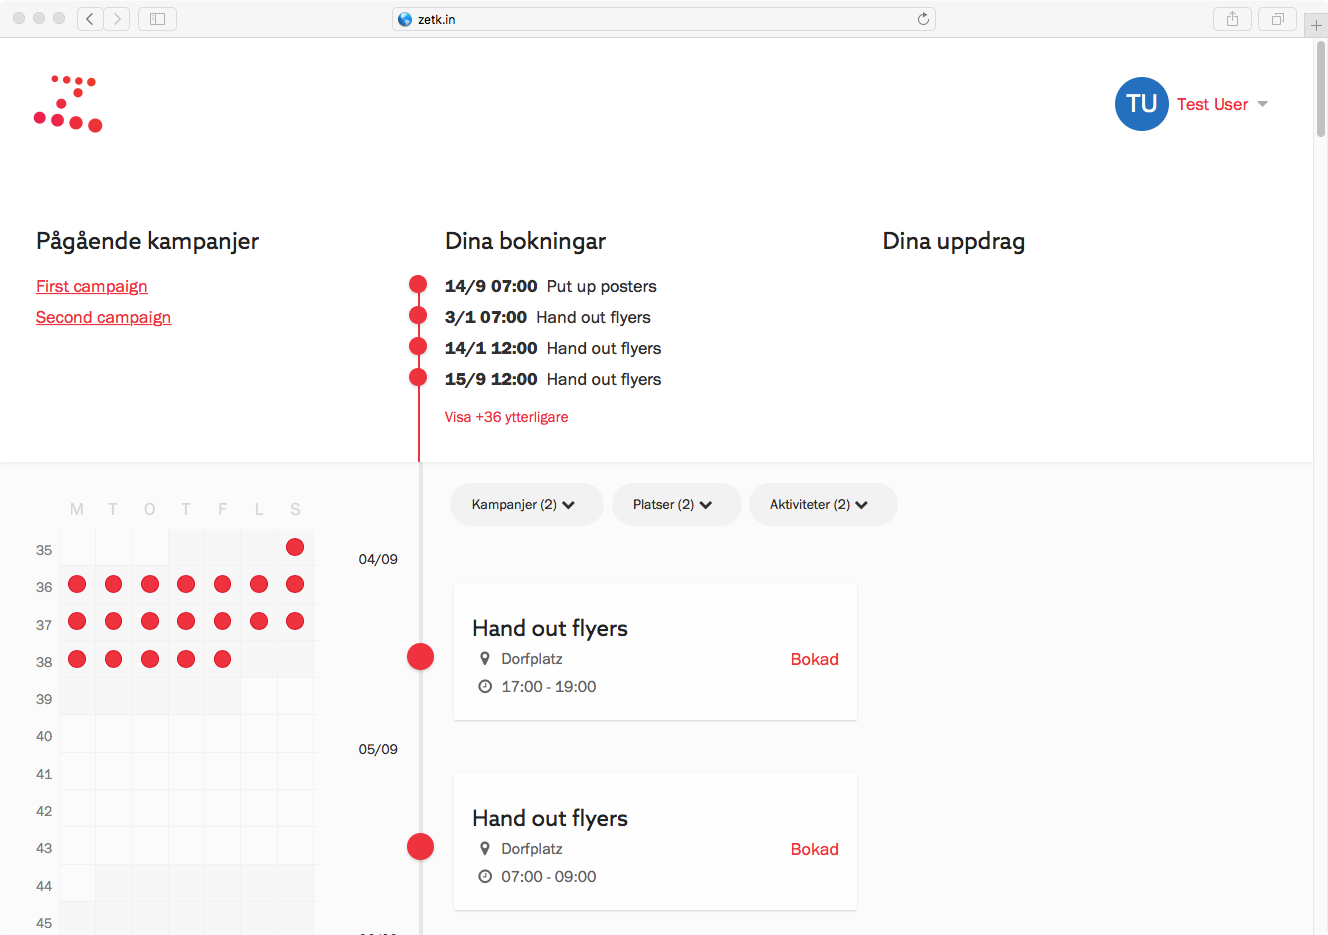 zetk.in
TU
Test User
Pågående kampanjer
First campaign
Second campaign
Dina bokningar
14/9 07:00 Put up posters
3/1 07:00 Hand out flyers
14/1 12:00 Hand out flyers
15/9 12:00 Hand out flyers
Visa +36 ytterligare
Dina uppdrag
M T O T F L S
35
36
37
38
39
40
41
42
43
44
45
Kampanjer (2)
Platser (2)
Aktiviteter (2)
04/09
Hand out flyers
Dorfplatz
17:00 - 19:00
Bokad
05/09
Hand out flyers
Dorfplatz
07:00 - 09:00
Bokad